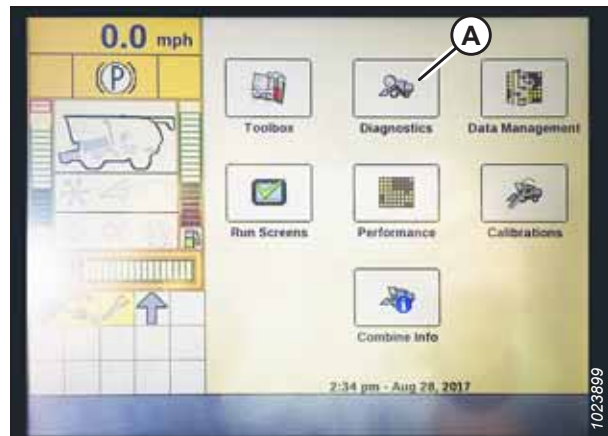 0.0 mph
A
(P)
Toolbox
Diagnostics
Data Management
Run Screens
Performance
Calibrations
Combine Info
2:34 pm - Aug 28, 2017
1023899